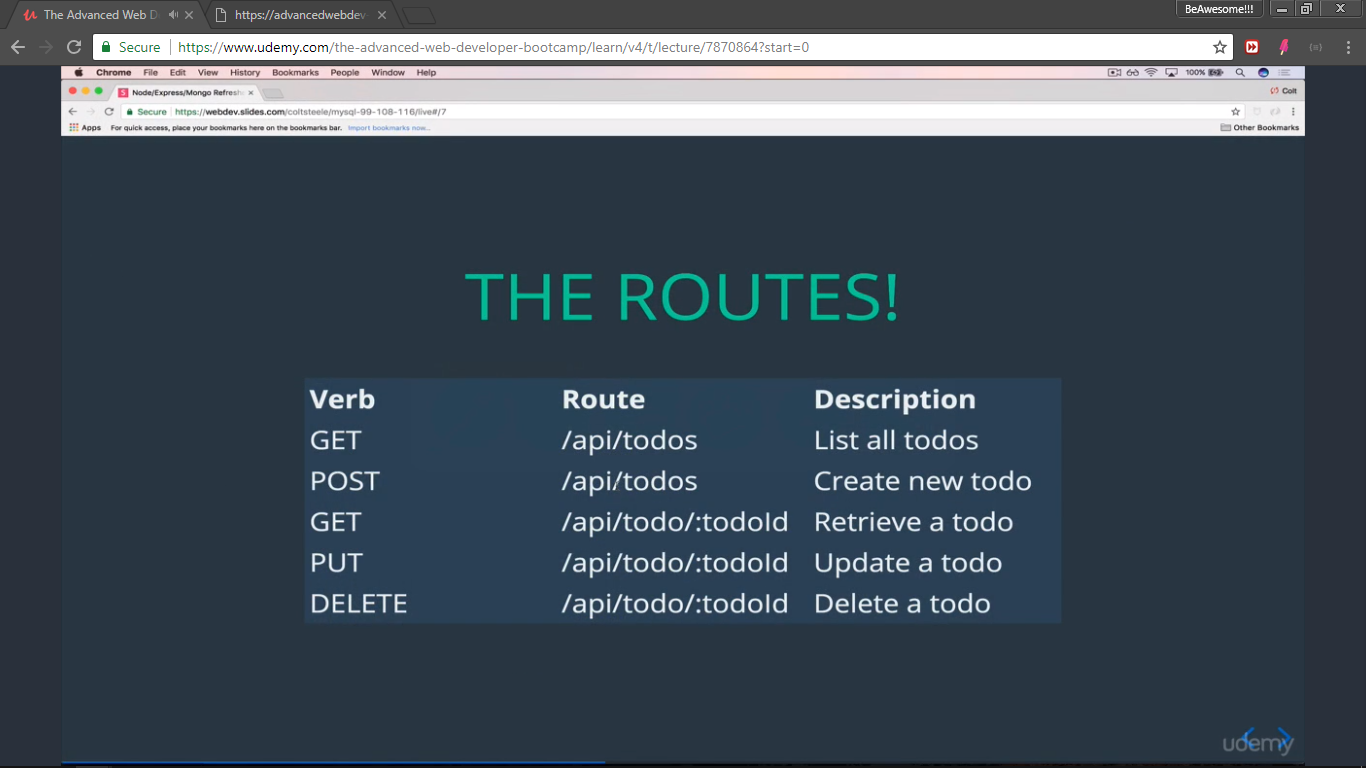 The Advanced Web D
https://advancedwebdev
BeAwesome!!!
Secure https://www.udemy.com/the-advanced-web-developer-bootcamp/learn/v4/t/lecture/7870864?start=0
Chrome File Edit View History Bookmarks People Window Help 100%
Node/Express/Mongo Refresh
Colt
Secure https://webdev.slides.com/coltsteele/mysql-99-108-116/live#/7
Apps For quick access, place your bookmarks here on the bookmarks bar. Import bookmarks now... Other Bookmarks
THE ROUTES!
Verb Route Description
GET /api/todos List all todos
POST /api/todos Create new todo
GET /api/todo/:todoId Retrieve a todo
PUT /api/todo/:todoId Update a todo
DELETE /api/todo/:todoId Delete a todo
udemy